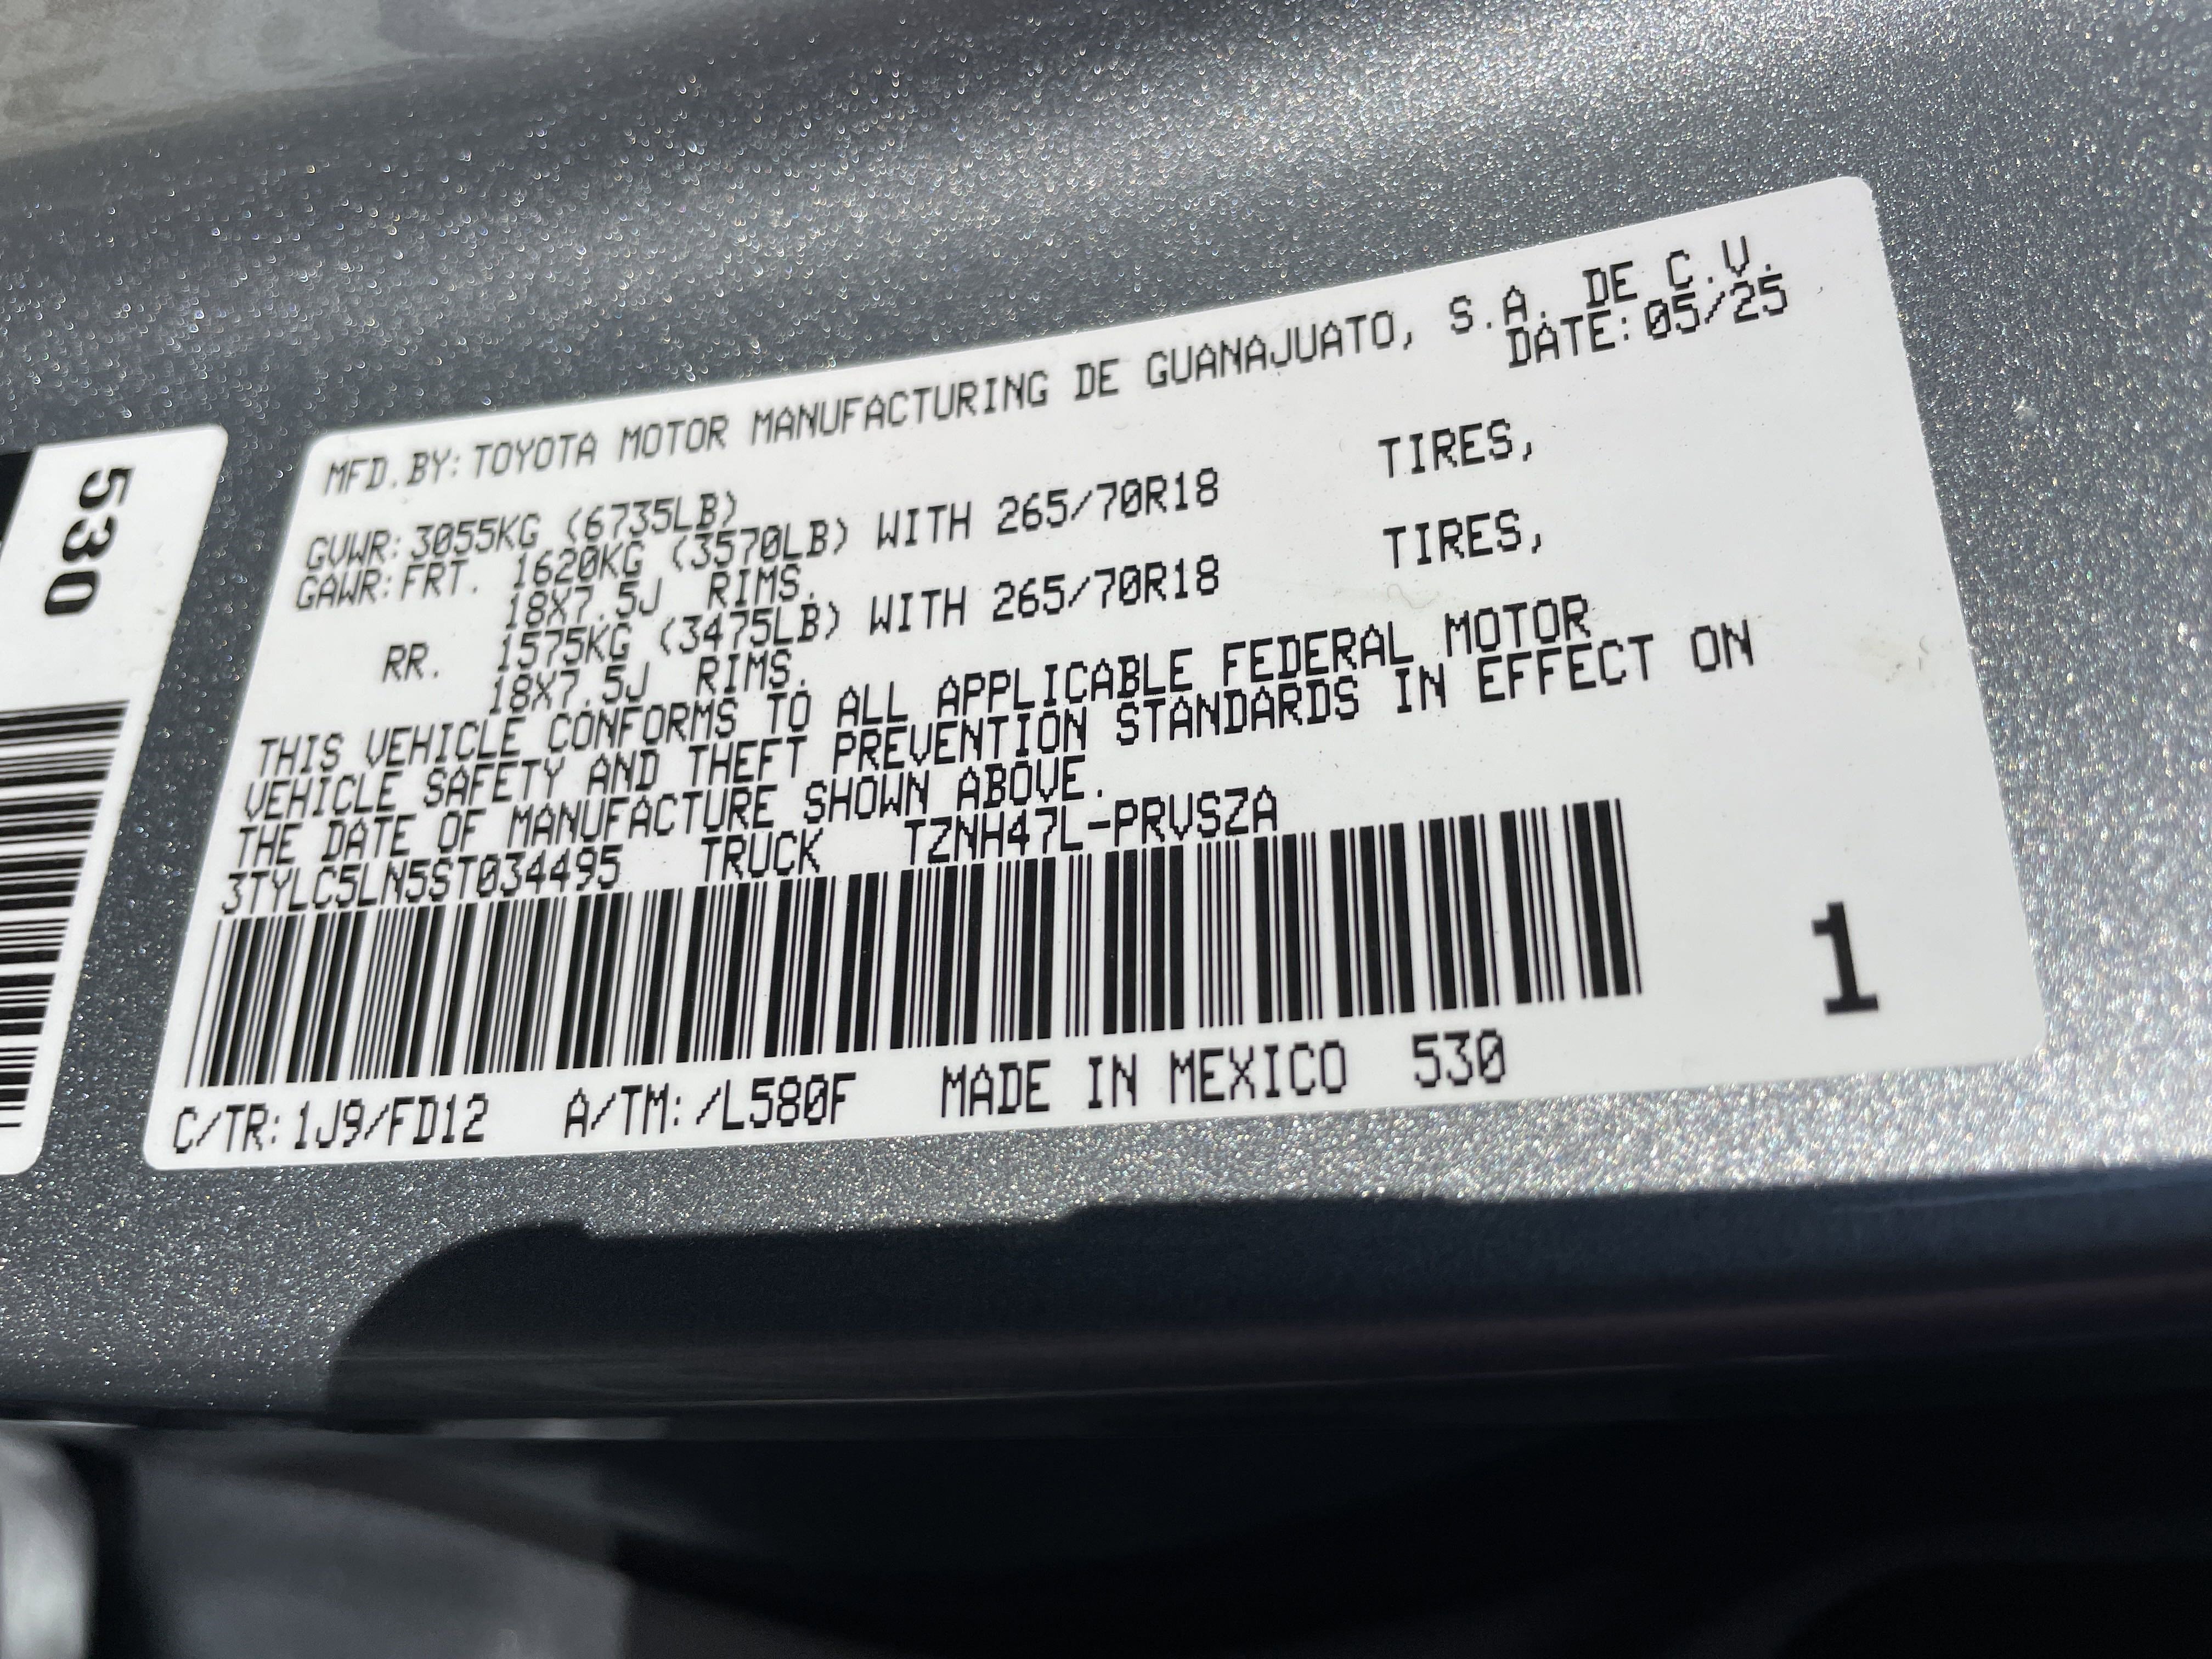 530
MFD.BY:TOYOTA MOTOR MANUFACTURING DE GUANAJUATO, S.A. DE C.V.
DATE:05/25
GVWR:3055KG (6735LB)
GAWR:FRT. 1620KG (3570LB) WITH 265/70R18 TIRES,
18X7.5J RIMS.
RR. 1575KG (3475LB) WITH 265/70R18 TIRES,
18X7.5J RIMS.
THIS VEHICLE CONFORMS TO ALL APPLICABLE FEDERAL MOTOR
VEHICLE SAFETY AND THEFT PREVENTION STANDARDS IN EFFECT ON
THE DATE OF MANUFACTURE SHOWN ABOVE.
3TYLC5LN5ST034495 TRUCK TZNH47L-PRVSZA
1
C/TR:1J9/FD12 A/TM:/L580F MADE IN MEXICO 530